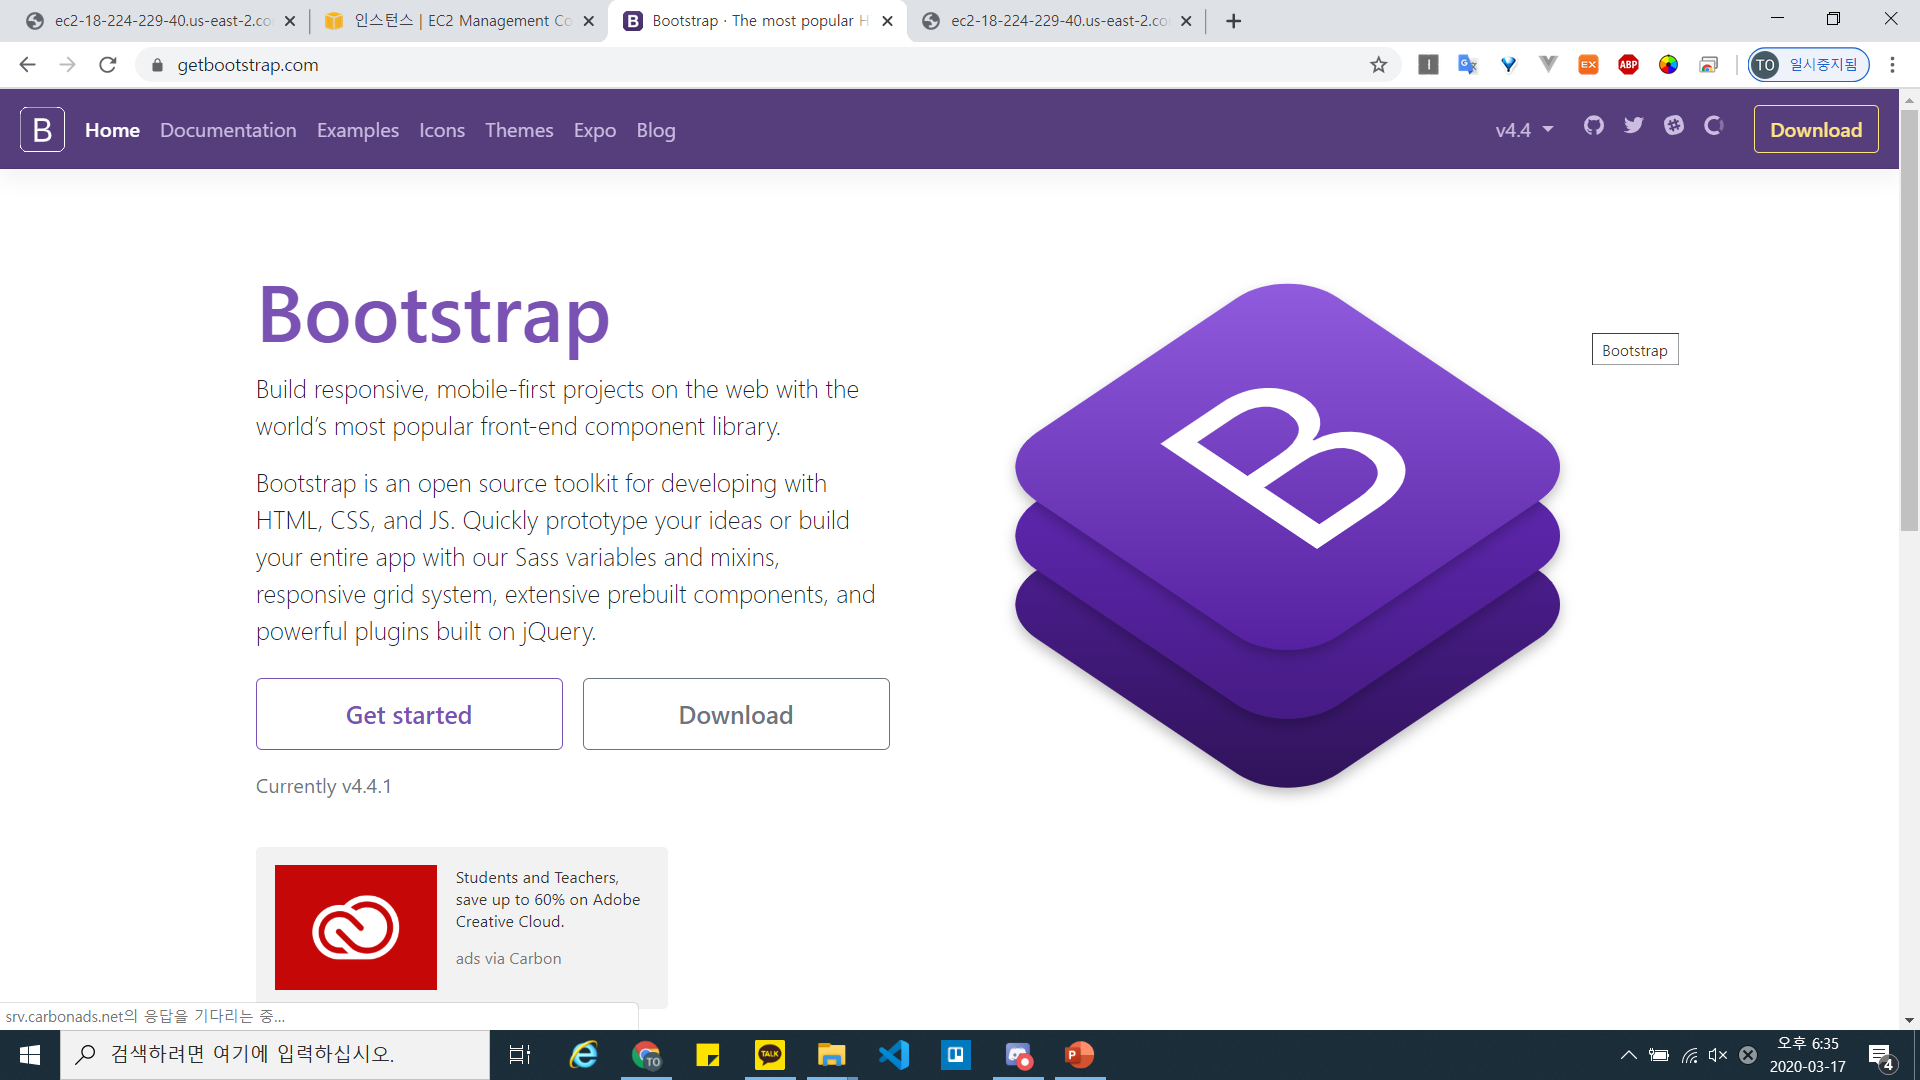 ec2-18-224-229-40.us-east-2.co
인스턴스 | EC2 Management Co
Bootstrap · The most popular H
ec2-18-224-229-40.us-east-2.co
getbootstrap.com
EX
ABP
TO 일시중지됨
B Home Documentation Examples Icons Themes Expo Blog v4.4 Download
Bootstrap
Build responsive, mobile-first projects on the web with the
world’s most popular front-end component library.
Bootstrap is an open source toolkit for developing with
HTML, CSS, and JS. Quickly prototype your ideas or build
your entire app with our Sass variables and mixins,
responsive grid system, extensive prebuilt components, and
powerful plugins built on jQuery.
Get started
Download
Currently v4.4.1
B
Bootstrap
Students and Teachers,
save up to 60% on Adobe
Creative Cloud.
ads via Carbon
srv.carbonads.net의 응답을 기다리는 중...
검색하려면 여기에 입력하십시오.
TO
TALK
P
오후 6:35
2020-03-17
4